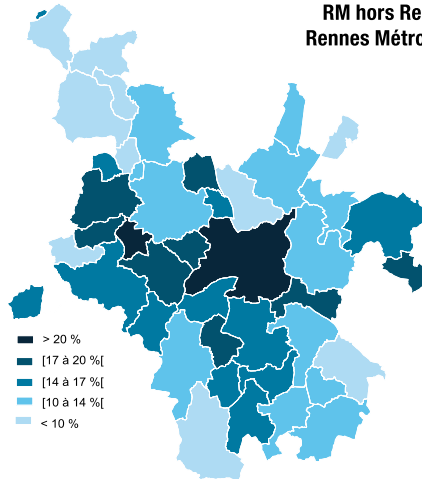 RM hors Re
Rennes Métro
> 20 %
[17 à 20 %[
[14 à 17 %[
[10 à 14 %[
< 10 %